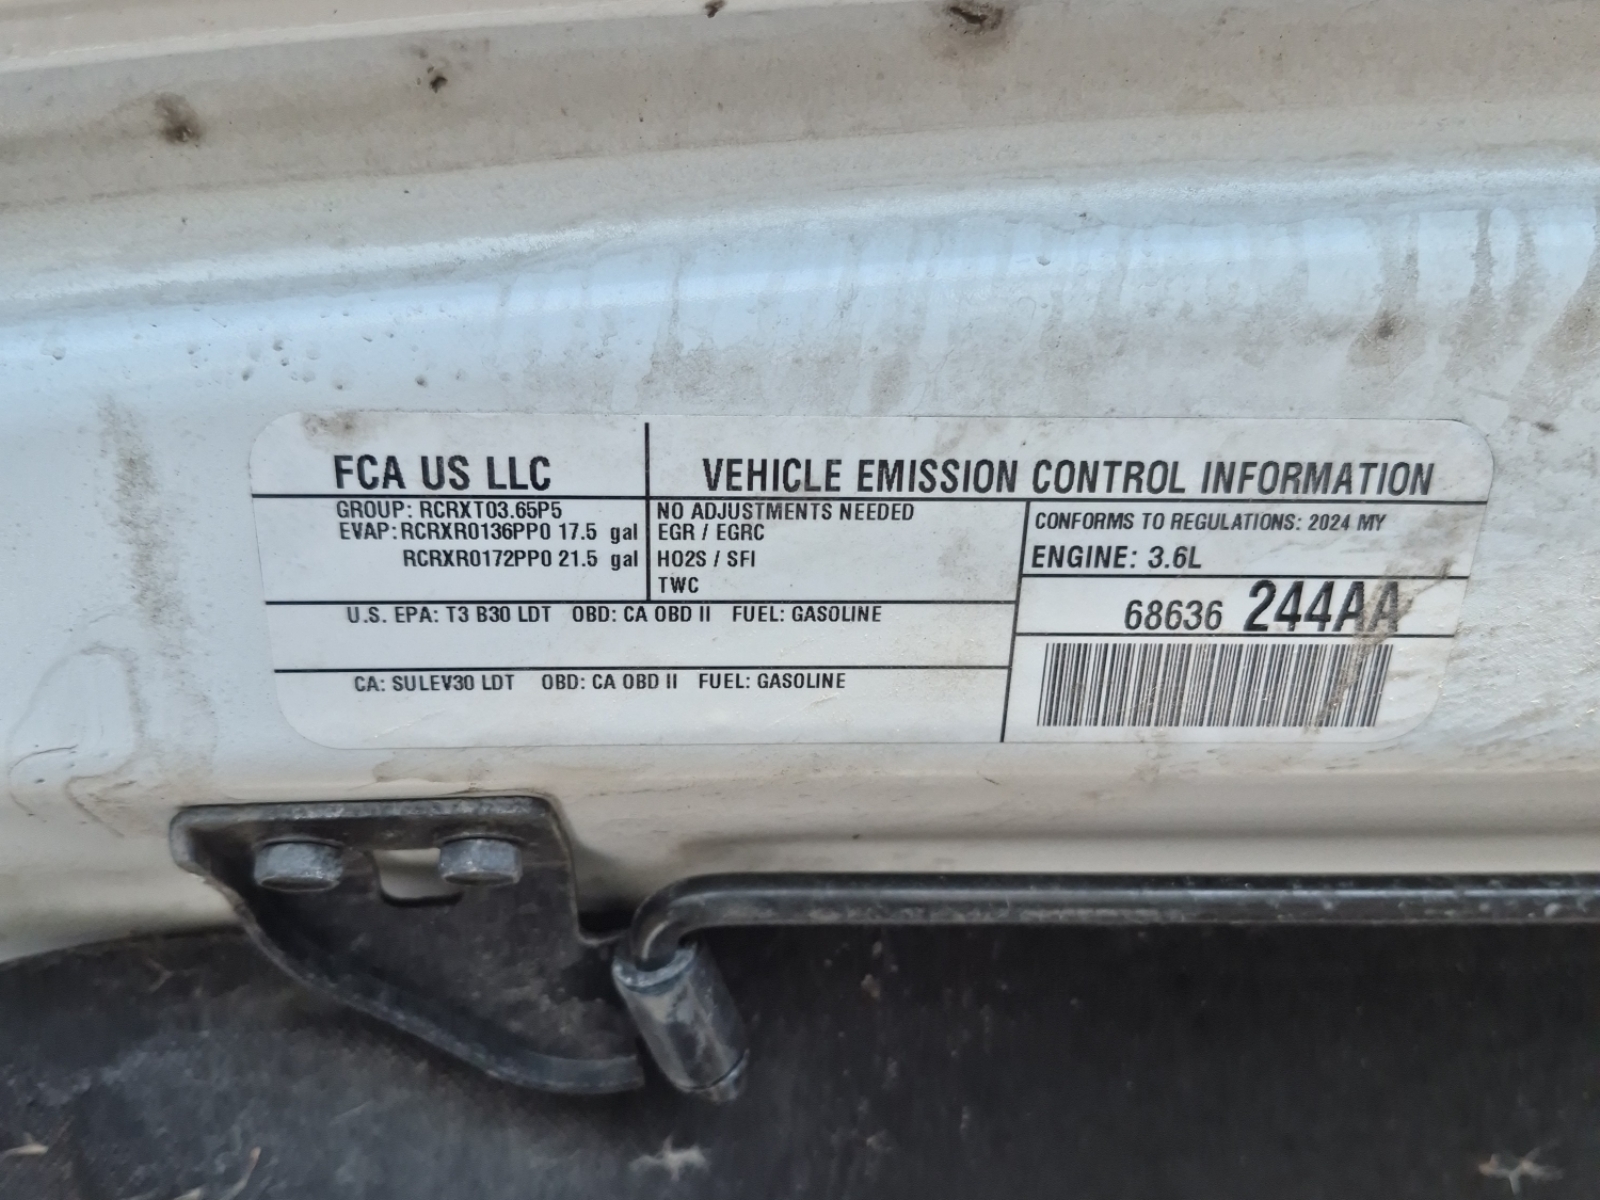 FCA US LLC
VEHICLE EMISSION CONTROL INFORMATION
GROUP: RCRXT03.65P5
EVAP: RCRXR0136PP0 17.5 gal
RCRXR0172PP0 21.5 gal
NO ADJUSTMENTS NEEDED
EGR / EGRC
HO2S / SFI
TWC
CONFORMS TO REGULATIONS: 2024 MY
ENGINE: 3.6L
68636 244AA
U.S. EPA: T3 B30 LDT OBD: CA OBD II FUEL: GASOLINE
CA: SULEV30 LDT OBD: CA OBD II FUEL: GASOLINE